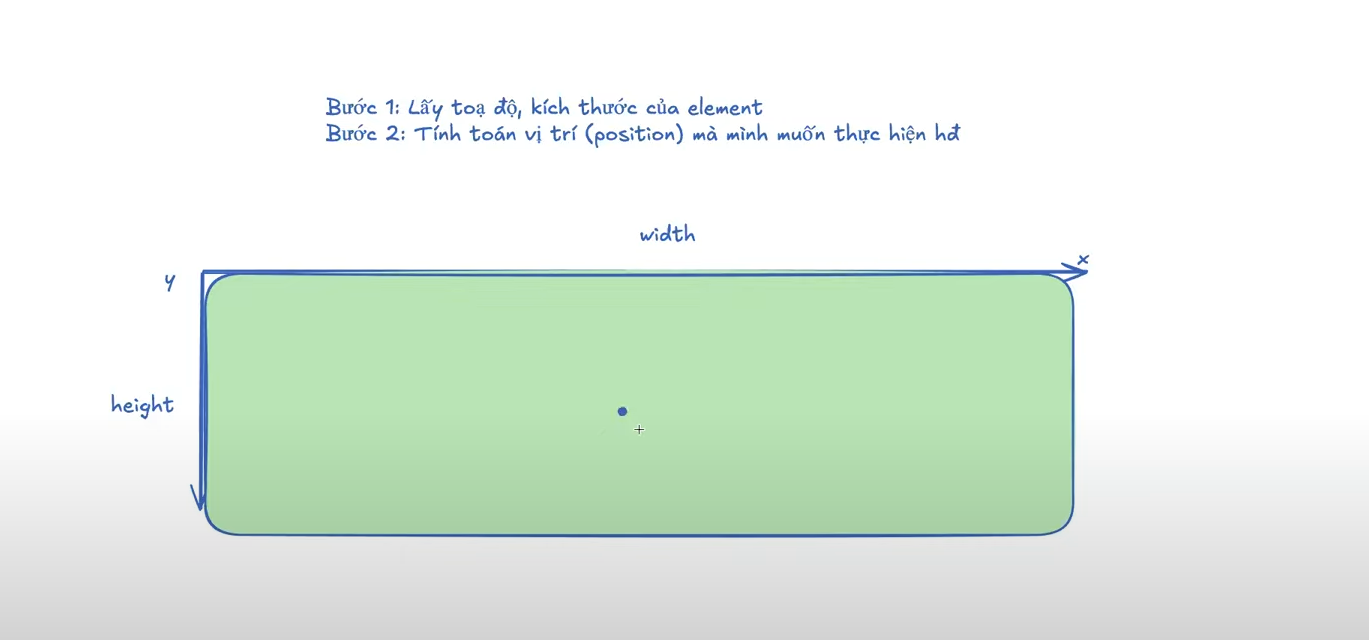 Bước 1: Lấy toạ độ, kích thước của element
Bước 2: Tính toán vị trí (position) mà mình muốn thực hiện hđ
width
x
y
height